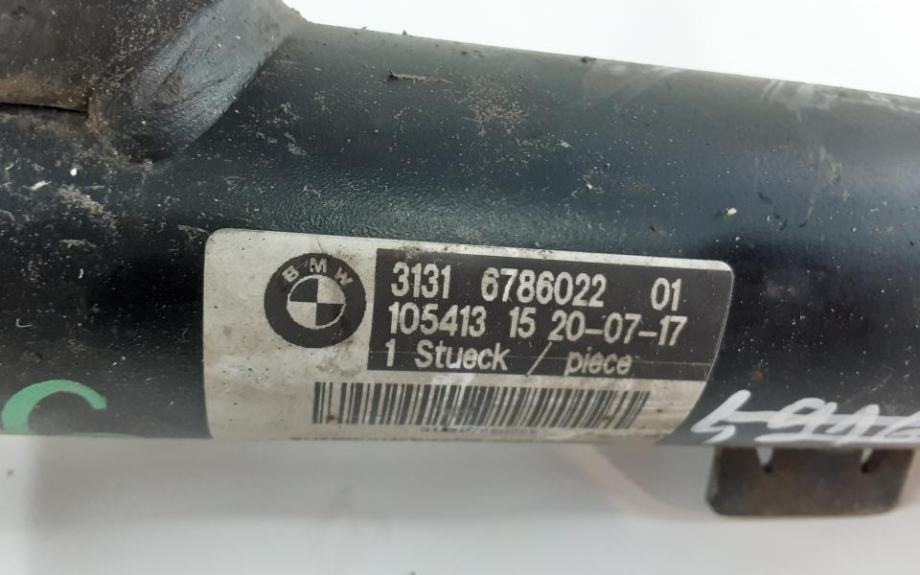 BMW
3131 6786022 01
105413 15 20-07-17
1 Stueck / piece